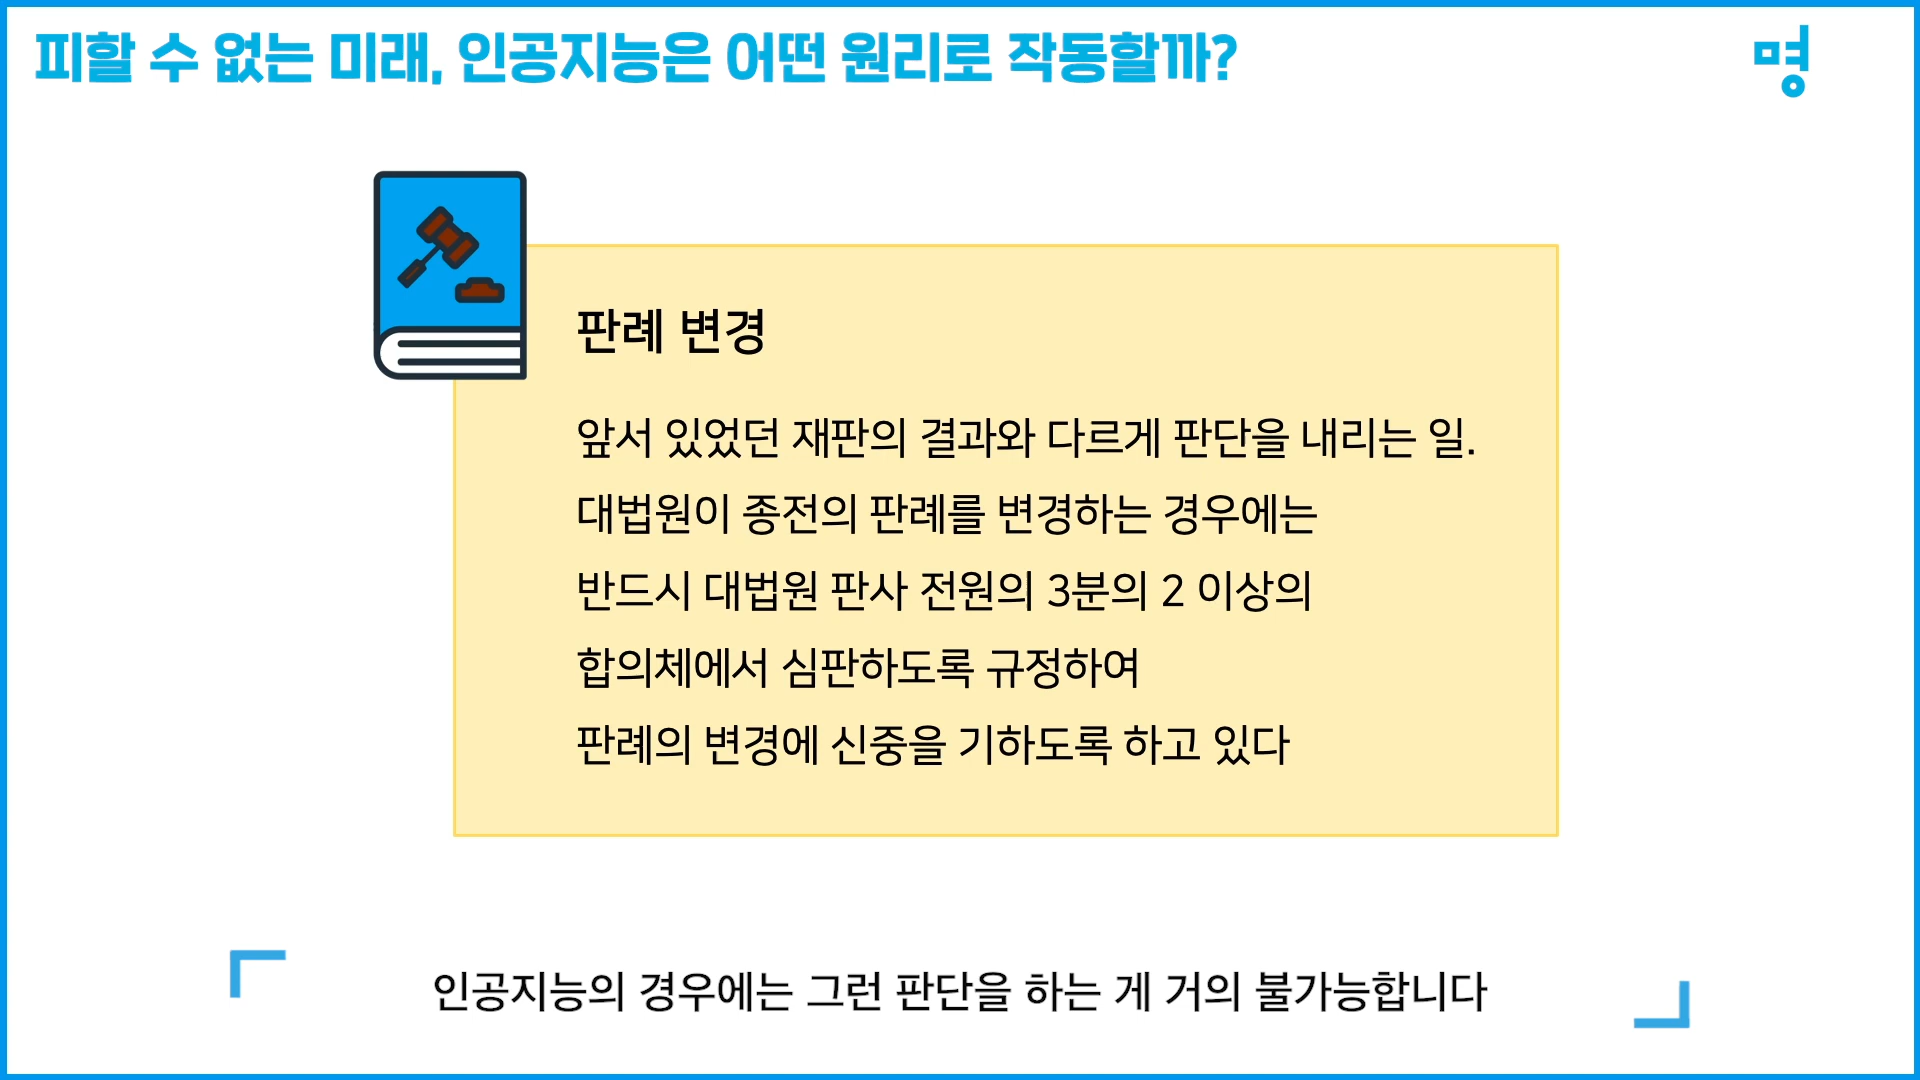 피할 수 없는 미래, 인공지능은 어떤 원리로 작동할까?
명
판례 변경
앞서 있었던 재판의 결과와 다르게 판단을 내리는 일.
대법원이 종전의 판례를 변경하는 경우에는
반드시 대법원 판사 전원의 3분의 2 이상의
합의체에서 심판하도록 규정하여
판례의 변경에 신중을 기하도록 하고 있다
인공지능의 경우에는 그런 판단을 하는 게 거의 불가능합니다